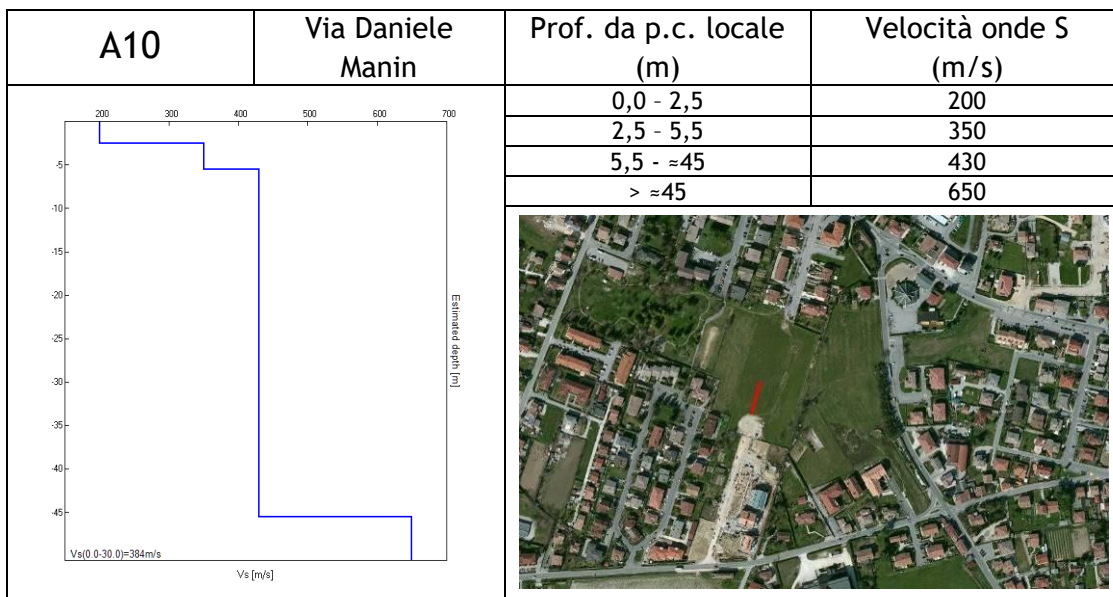 A10
Via Daniele
Manin
Prof. da p.c. locale
(m)
Velocità onde S
(m/s)
0,0 – 2,5 200
2,5 – 5,5 350
5,5 - ≈45 430
> ≈45 650
200 300 400 500 600 700
-5
-10
-15
-20
-25
-30
-35
-40
-45
Estimated depth [m]
Vs(0.0-30.0)=384m/s
Vs [m/s]